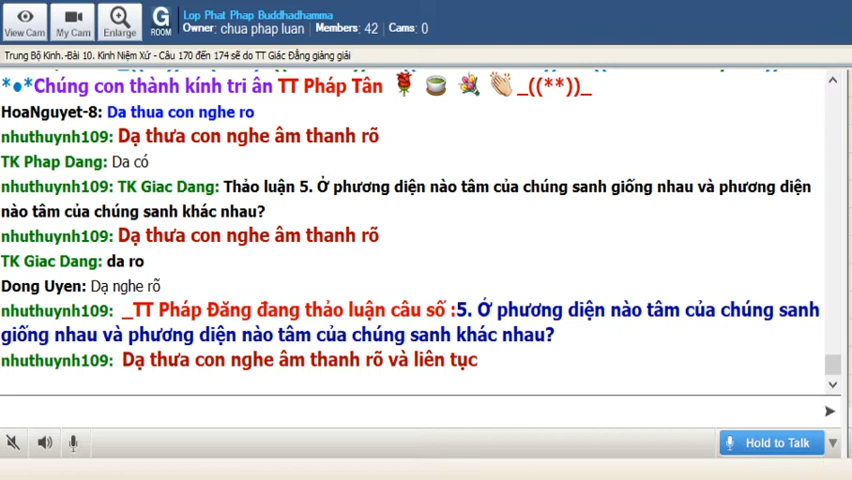 View Cam
My Cam
Enlarge
G
ROOM
Lop Phat Phap Buddhadhamma
Owner: chua phap luan Members: 42 Cams: 0
Trung Bộ Kinh.-Bài 10. Kinh Niệm Xứ - Câu 170 đến 174 sẽ do TT Giác Đẳng giảng giải
*●*Chúng con thành kính tri ân TT Pháp Tân _((**))_
HoaNguyet-8: Da thua con nghe ro
nhuthuynh109: Dạ thưa con nghe âm thanh rõ
TK Phap Dang: Da có
nhuthuynh109: TK Giac Dang: Thảo luận 5. Ở phương diện nào tâm của chúng sanh giống nhau và phương diện
nào tâm của chúng sanh khác nhau?
nhuthuynh109: Dạ thưa con nghe âm thanh rõ
TK Giac Dang: da ro
Dong Uyen: Dạ nghe rõ
nhuthuynh109: _TT Pháp Đăng đang thảo luận câu số :5. Ở phương diện nào tâm của chúng sanh
giống nhau và phương diện nào tâm của chúng sanh khác nhau?
nhuthuynh109: Dạ thưa con nghe âm thanh rõ và liên tục
Hold to Talk